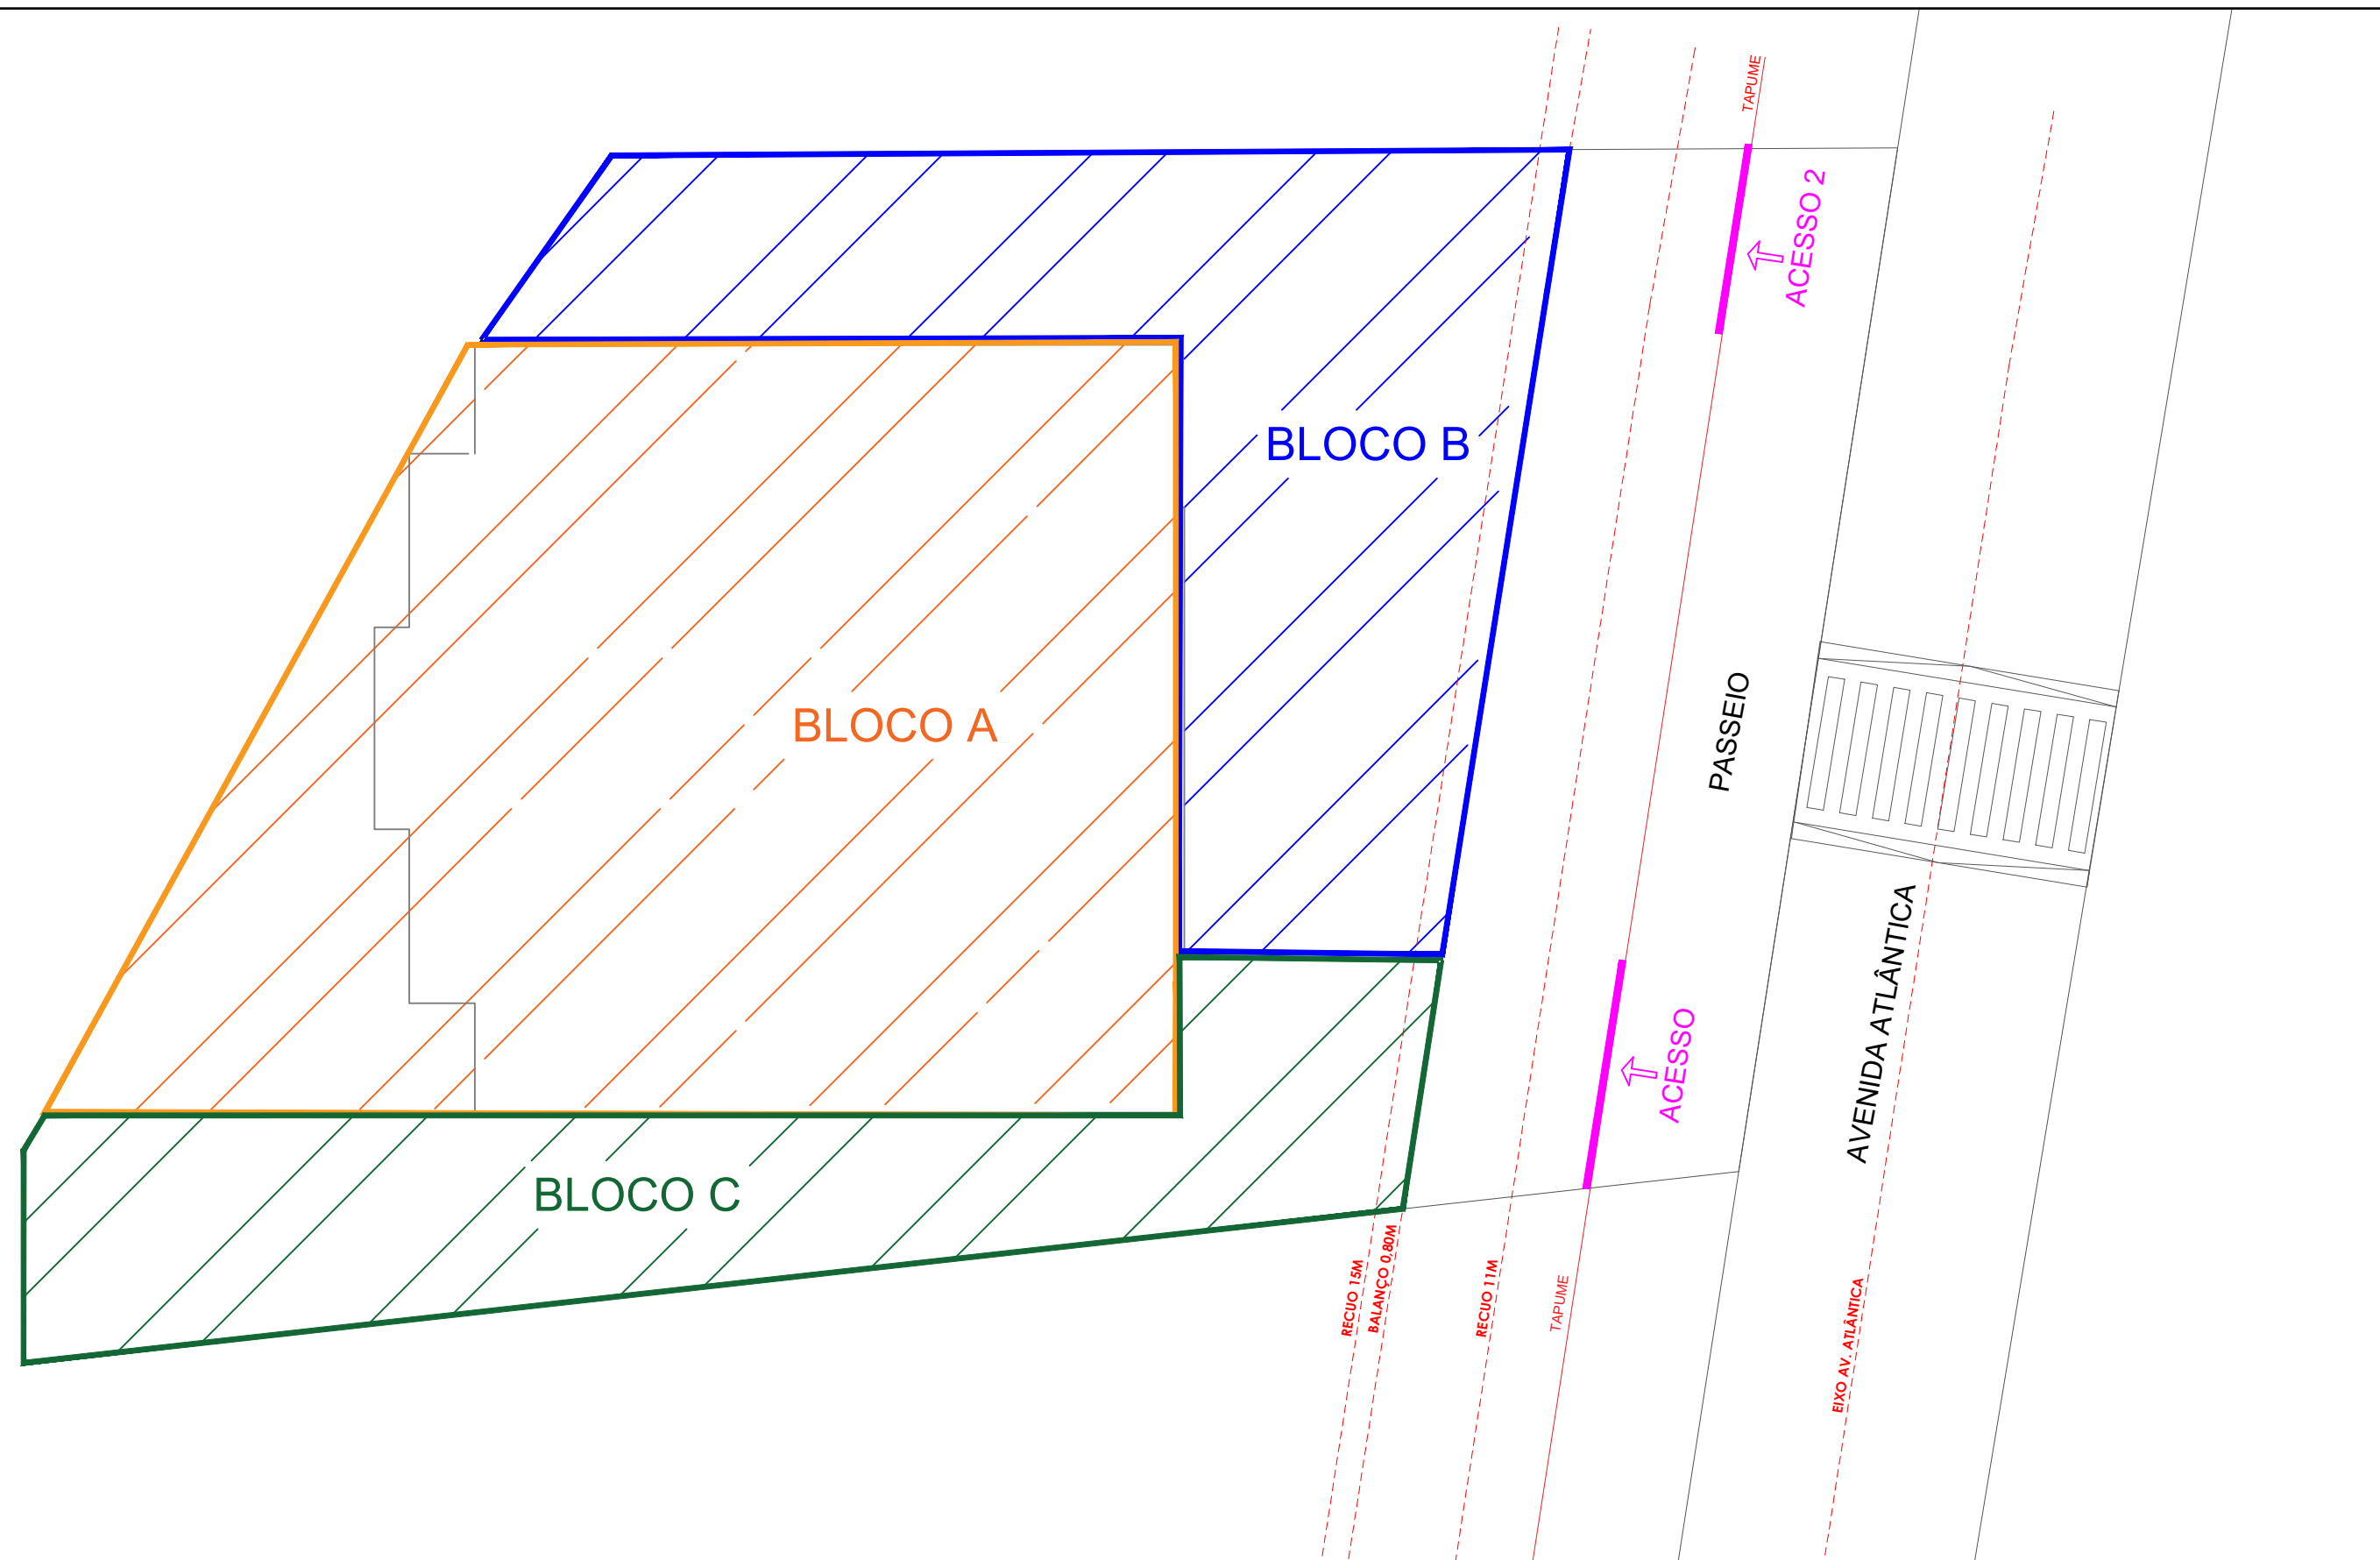 TAPUME
ACESSO 2
BLOCO B
BLOCO A
PASSEIO
AVENIDA ATLÂNTICA
ACESSO
BLOCO C
RECUO 15M
BALANÇO 0,80M
RECUO 11M
TAPUME
EIXO AV. ATLÂNTICA